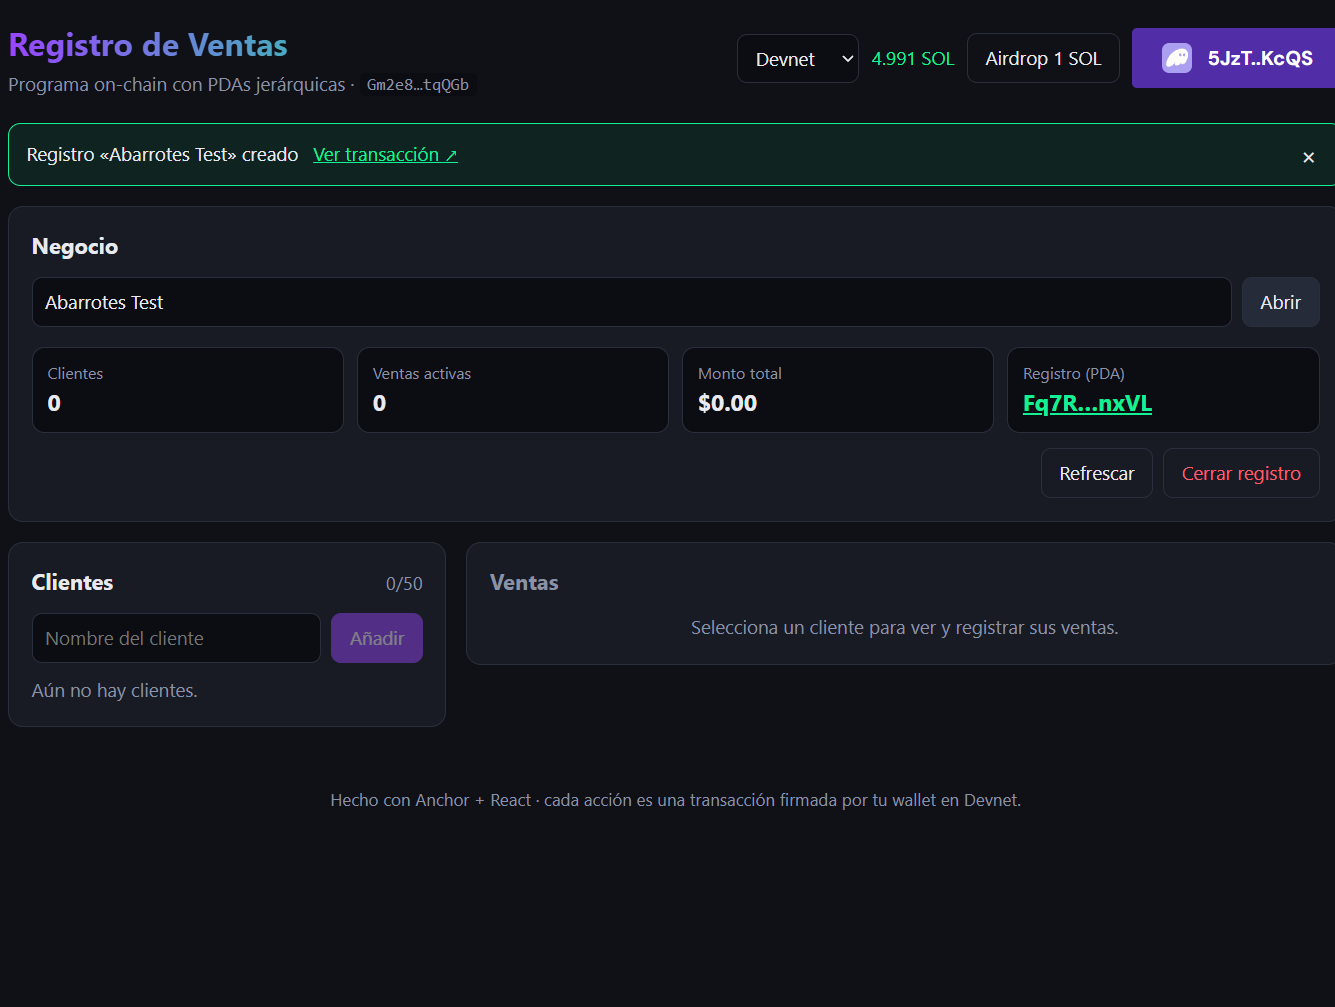 Registro de Ventas
Programa on-chain con PDAs jerárquicas · Gm2e8…tqQGb
Devnet
4.991 SOL
Airdrop 1 SOL
5JzT..KcQS
Registro «Abarrotes Test» creado Ver transacción ↗
×
Negocio
Abarrotes Test
Abrir
Clientes
0
Ventas activas
0
Monto total
$0.00
Registro (PDA)
Fq7R…nxVL
Refrescar
Cerrar registro
Clientes
0/50
Nombre del cliente
Añadir
Aún no hay clientes.
Ventas
Selecciona un cliente para ver y registrar sus ventas.
Hecho con Anchor + React · cada acción es una transacción firmada por tu wallet en Devnet.